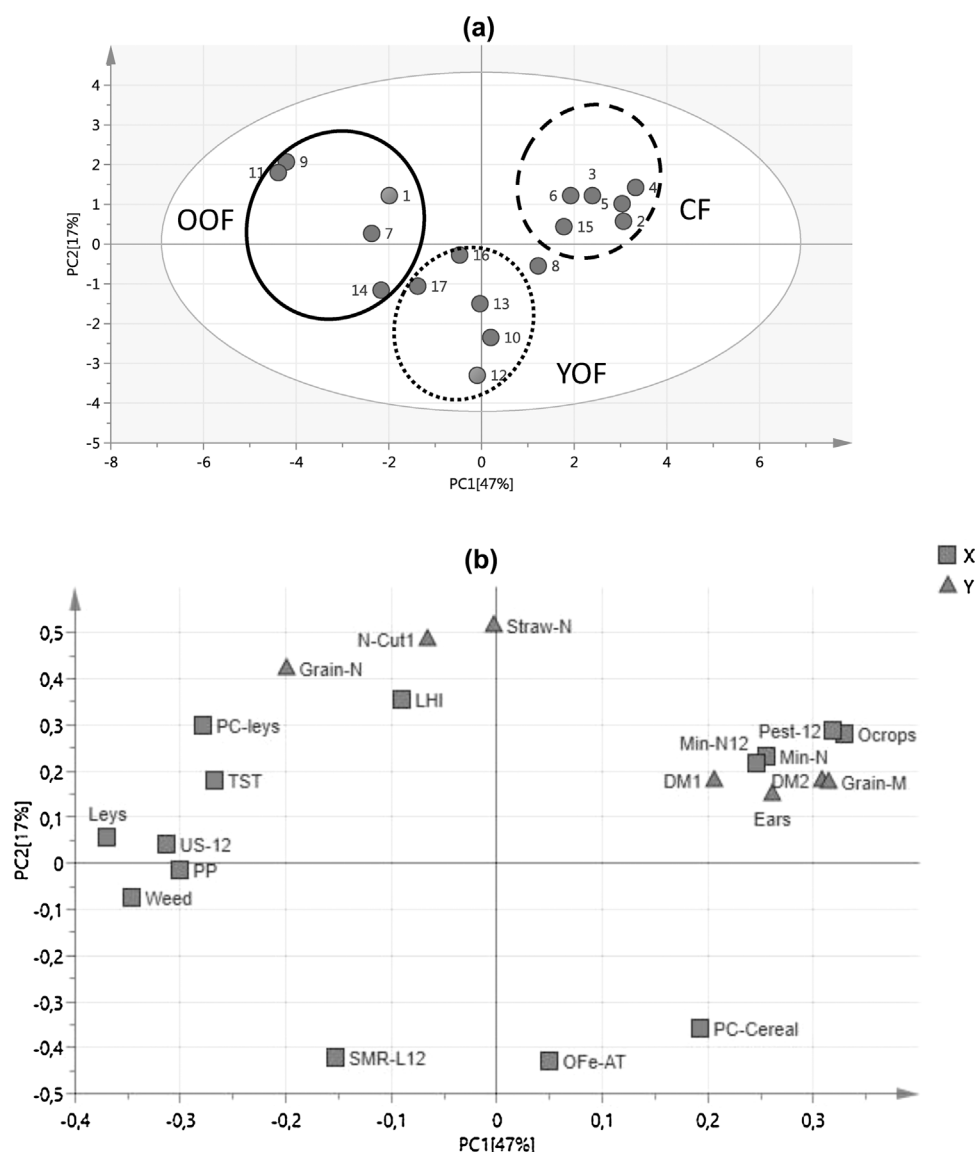 (a)
PC2[17%]
4
3
2
1
0
-1
-2
-3
-4
-5
-8
-6
-4
-2
0
2
4
6
PC1[47%]
OOF
CF
YOF
9
11
1
7
14
3
6
5
4
2
15
8
16
17
13
10
12
(b)
X
Y
PC2[17%]
0,5
0,4
0,3
0,2
0,1
0
-0,1
-0,2
-0,3
-0,4
-0,5
-0,4
-0,3
-0,2
-0,1
0
0,1
0,2
0,3
PC1[47%]
Straw-N
N-Cut1
Grain-N
LHI
PC-leys
TST
Leys
US-12
PP
Weed
Pest-12
Ocrops
Min-N12
Min-N
DM1
DM2
Grain-M
Ears
PC-Cereal
SMR-L12
OFe-AT